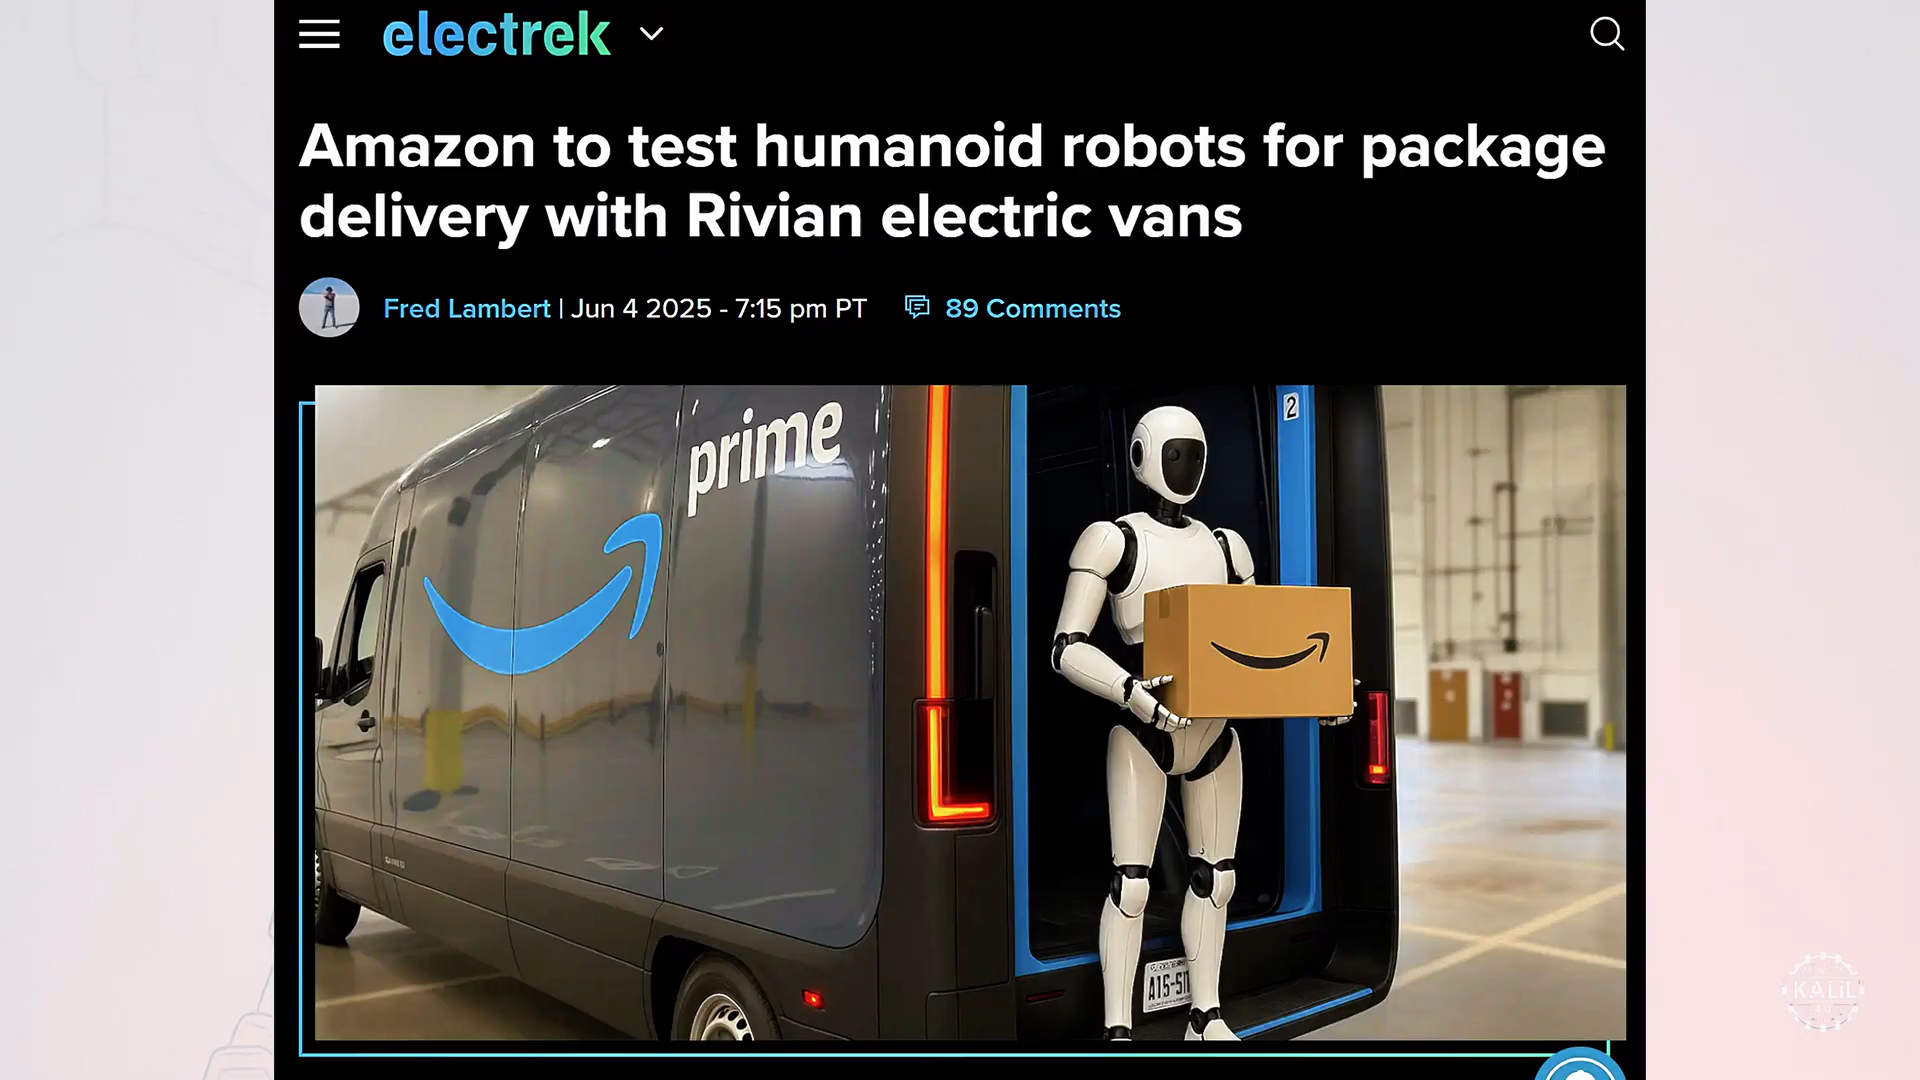 electrek
Amazon to test humanoid robots for package
delivery with Rivian electric vans
Fred Lambert | Jun 4 2025 - 7:15 pm PT
89 Comments
prime
2
KALIL